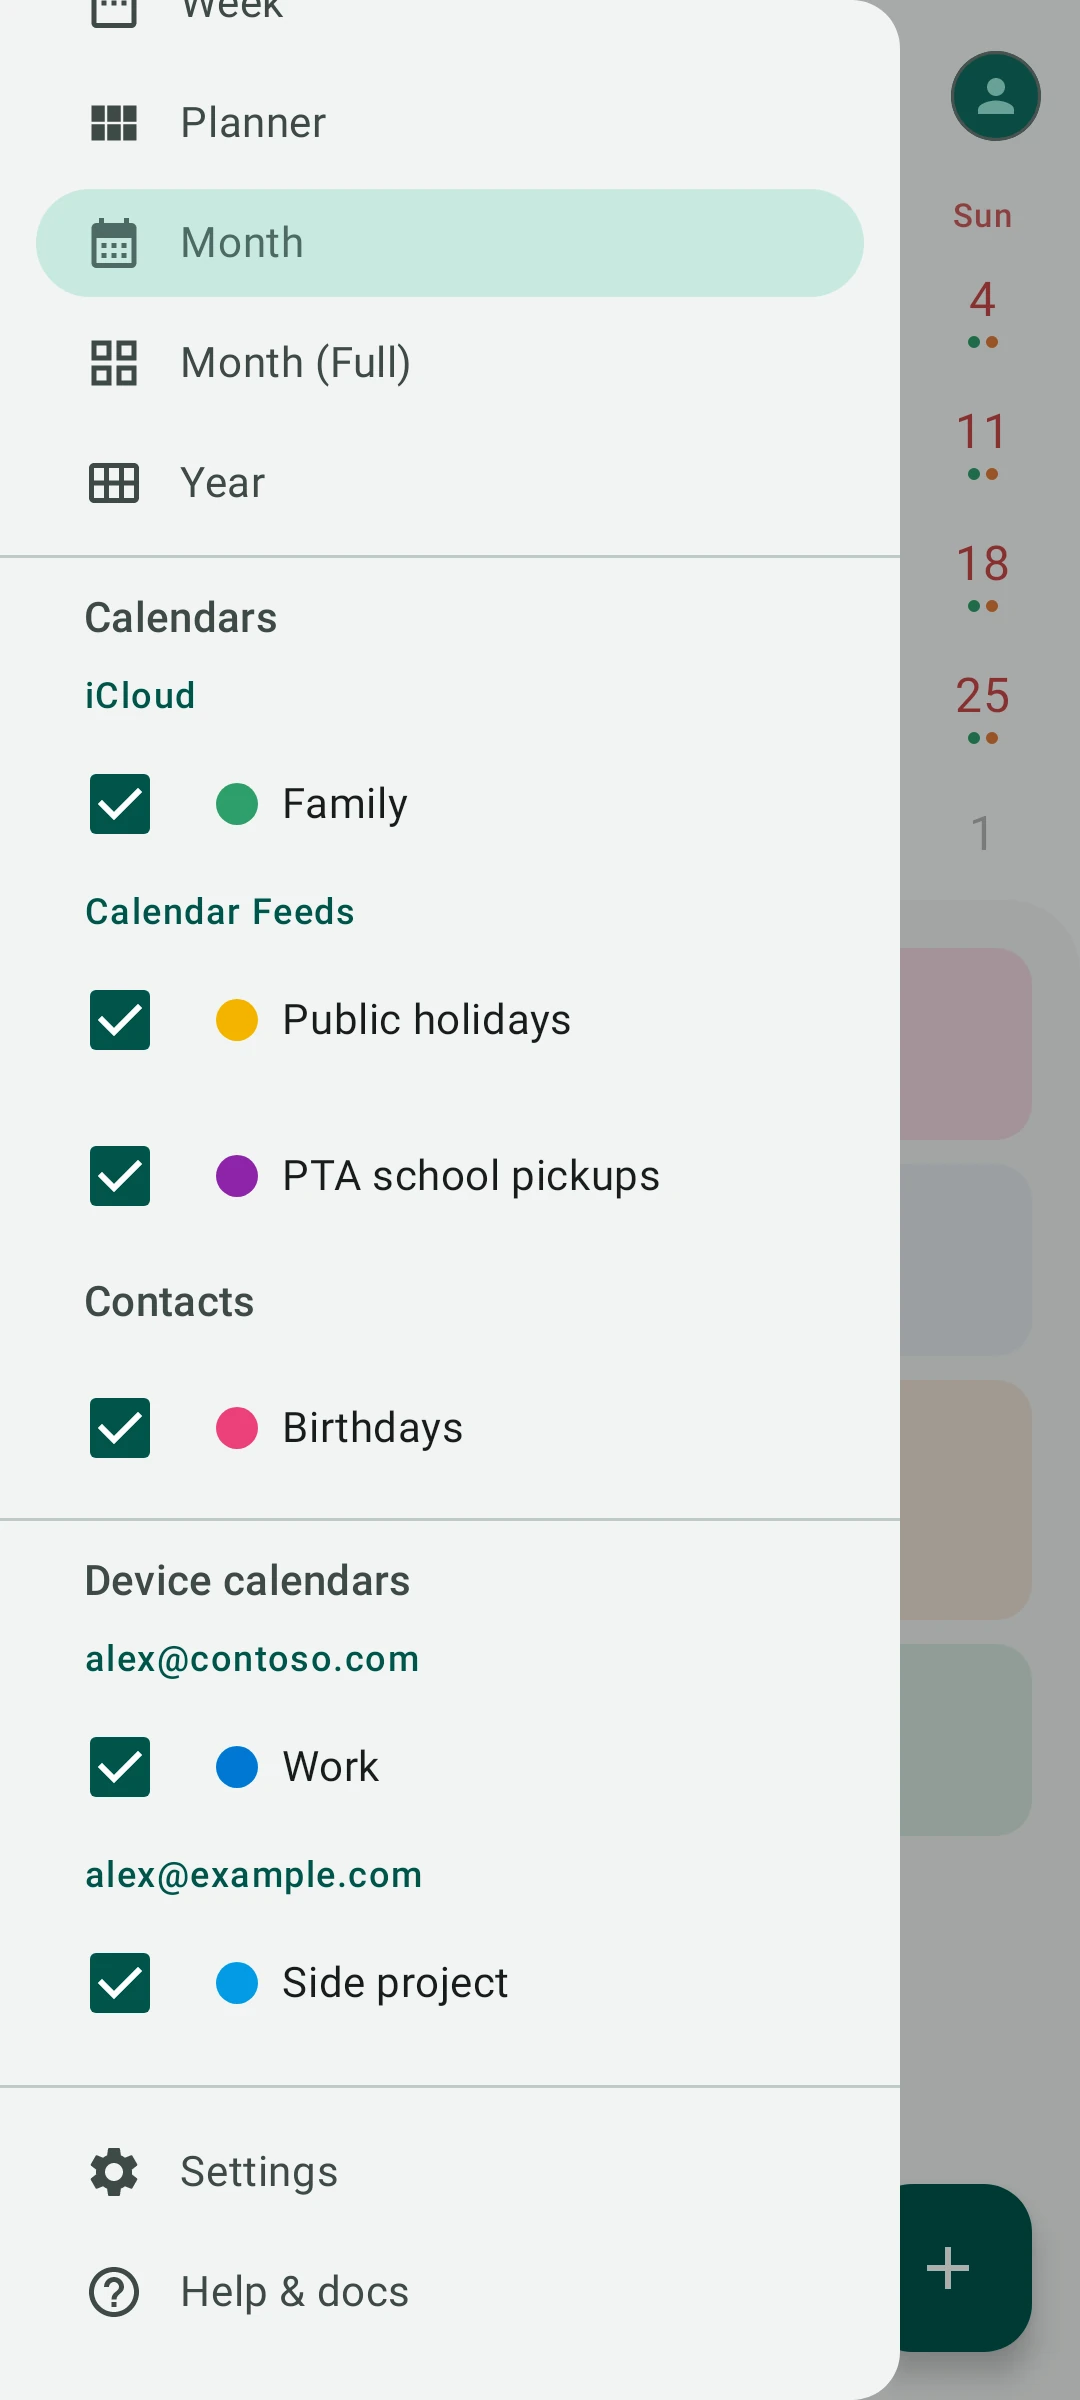 Week
Planner
Month
Month (Full)
Year
Calendars
iCloud
Family
Calendar Feeds
Public holidays
PTA school pickups
Contacts
Birthdays
Device calendars
alex@contoso.com
Work
alex@example.com
Side project
Settings
Help & docs
Sun
4
11
18
25
1